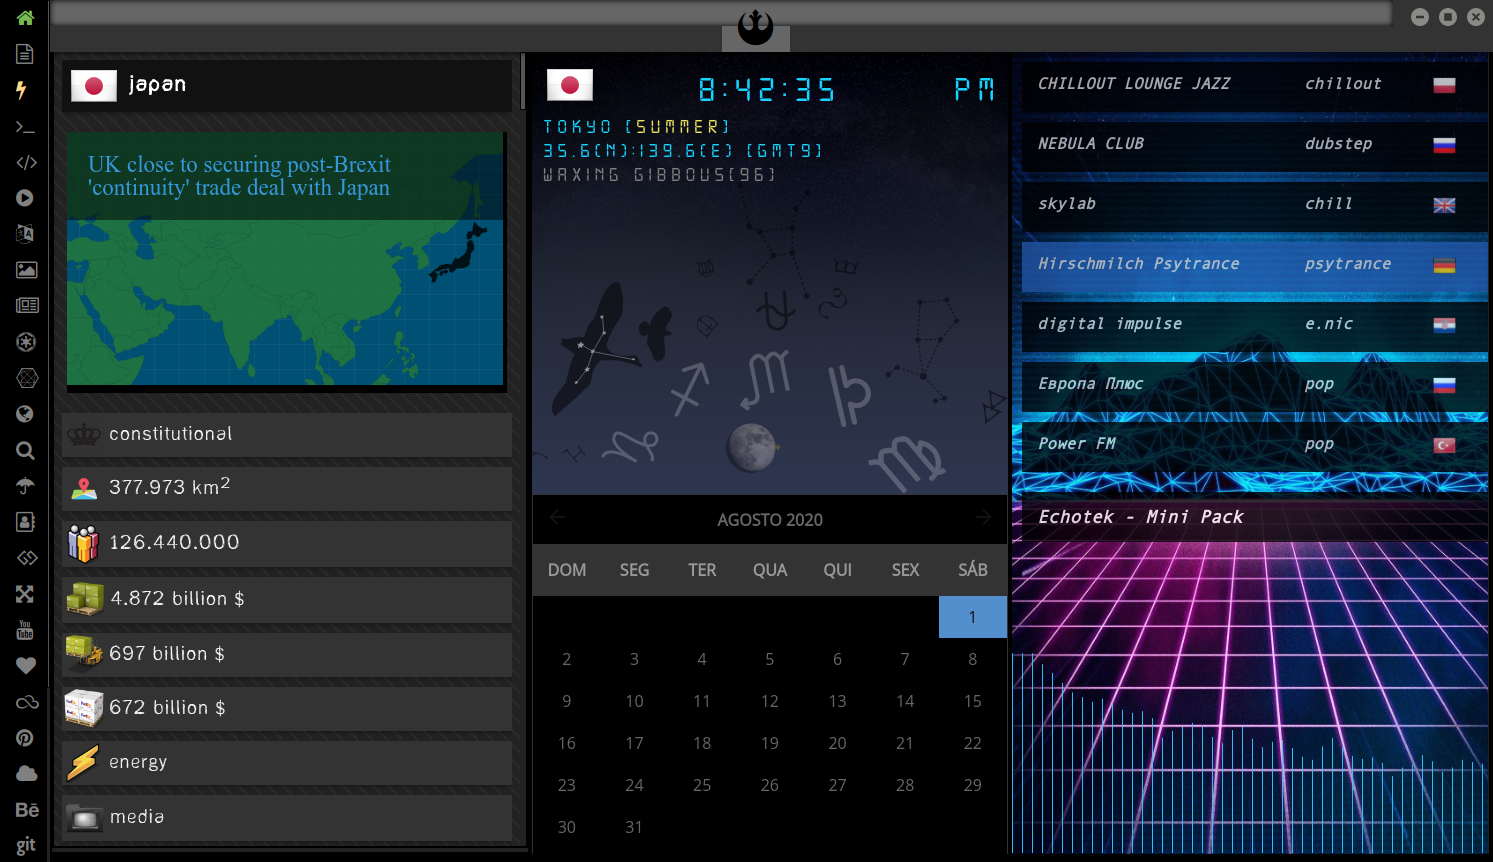 japan
UK close to securing post-Brexit
'continuity' trade deal with Japan
constitutional
377.973 km2
126.440.000
4.872 billion $
697 billion $
672 billion $
energy
media
8:42:35 PM
TOKYO (SUMMER)
35.6(N):139.6(E) (GMT9)
WAXING GIBBOUS(96)
AGOSTO 2020
DOM SEG TER QUA QUI SEX SÁB
1
2 3 4 5 6 7 8
9 10 11 12 13 14 15
16 17 18 19 20 21 22
23 24 25 26 27 28 29
30 31
CHILLOUT LOUNGE JAZZ chillout
NEBULA CLUB dubstep
skylab chill
Hirschmilch Psytrance psytrance
digital impulse e.nic
Европа Плюс pop
Power FM pop
Echotek - Mini Pack
You
Tube
Bē
git